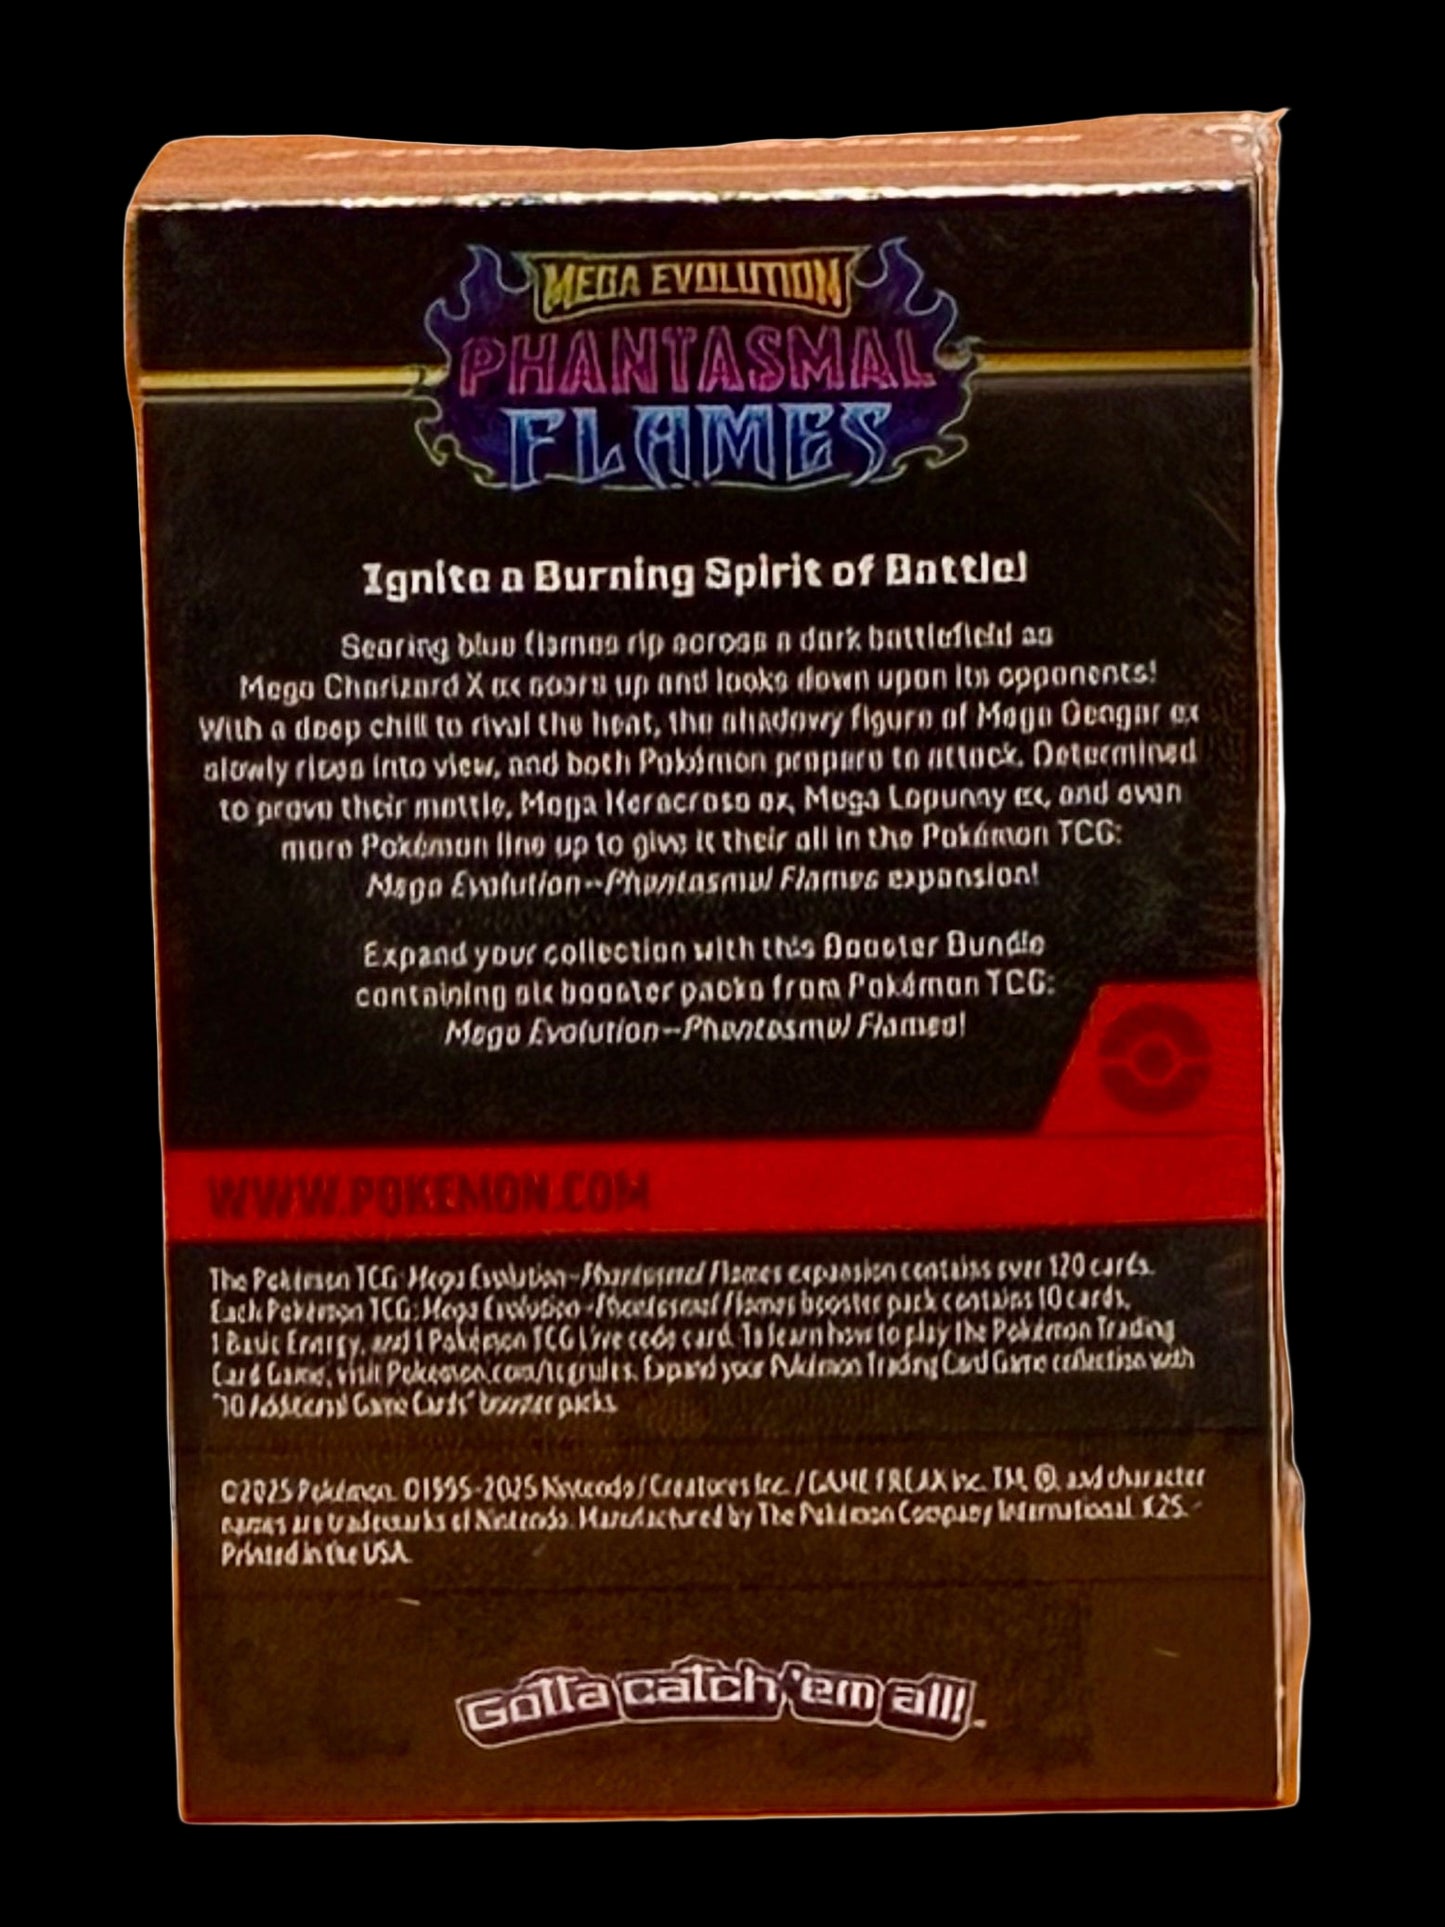 MEGA EVOLUTION
PHANTASMAL
FLAMES
Ignite a Burning Spirit of Battle!
Searing blue flames rip across a dark battlefield as
Mega Charizard X ex soars up and looks down upon its opponents!
With a deep chill to rival the heat, the shadowy figure of Mega Gengar ex
slowly rises into view, and both Pokémon prepare to attack. Determined
to prove their mettle, Mega Heracross ex, Mega Lopunny ex, and even
more Pokémon line up to give it their all in the Pokémon TCG:
Mega Evolution—Phantasmal Flames expansion!
Expand your collection with this Booster Bundle
containing six booster packs from Pokémon TCG:
Mega Evolution—Phantasmal Flames!
WWW.POKEMON.COM
The Pokémon TCG: Mega Evolution—Phantasmal Flames expansion contains over 120 cards.
Each Pokémon TCG: Mega Evolution—Phantasmal Flames booster pack contains 10 cards,
1 Basic Energy, and 1 Pokémon TCG Live code card. To learn how to play the Pokémon Trading
Card Game, visit Pokemon.com/tcgrules. Expand your Pokémon Trading Card Game collection with
"10 Additional Game Cards" booster packs.
©2025 Pokémon. ©1995–2025 Nintendo / Creatures Inc. / GAME FREAK inc. TM, ®, and character
names are trademarks of Nintendo. Manufactured by The Pokémon Company International. K25.
Printed in the USA.
Gotta catch 'em all!™